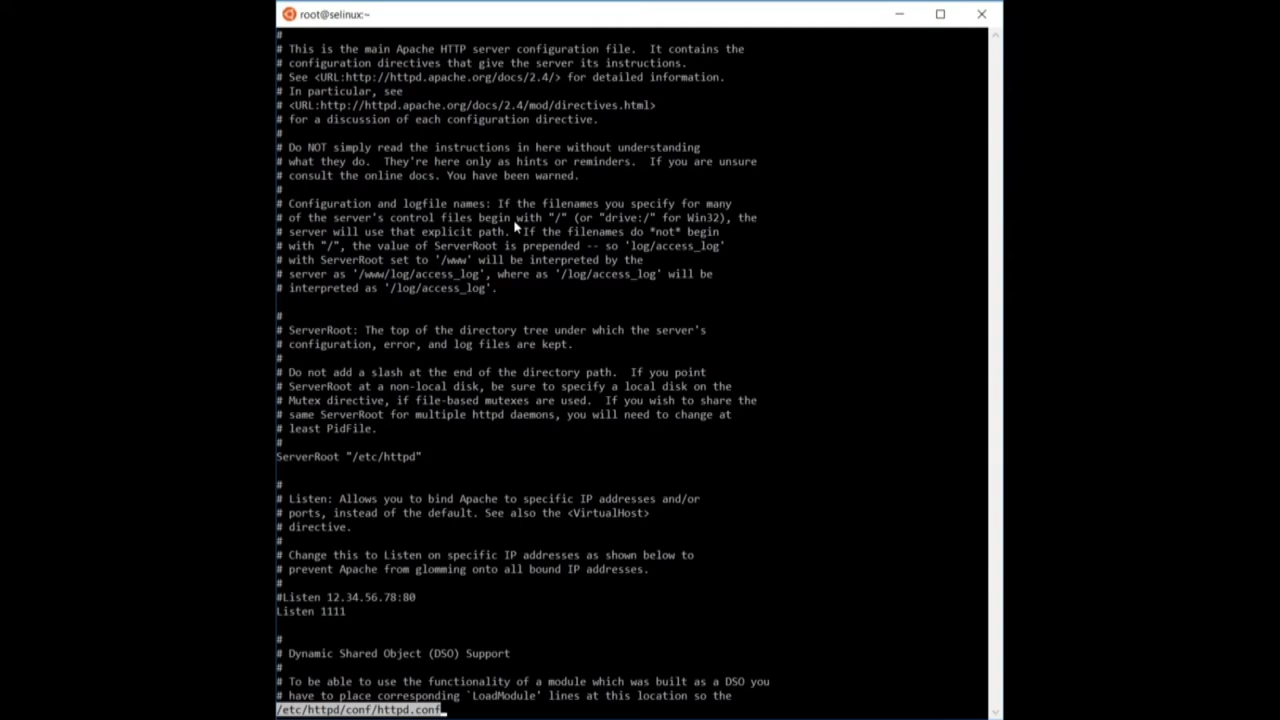 root@selinux:~
#
# This is the main Apache HTTP server configuration file.  It contains the
# configuration directives that give the server its instructions.
# See <URL:http://httpd.apache.org/docs/2.4/> for detailed information.
# In particular, see
# <URL:http://httpd.apache.org/docs/2.4/mod/directives.html>
# for a discussion of each configuration directive.
#
# Do NOT simply read the instructions in here without understanding
# what they do.  They're here only as hints or reminders.  If you are unsure
# consult the online docs. You have been warned.
#
# Configuration and logfile names: If the filenames you specify for many
# of the server's control files begin with "/" (or "drive:/" for Win32), the
# server will use that explicit path.  If the filenames do *not* begin
# with "/", the value of ServerRoot is prepended -- so 'log/access_log'
# with ServerRoot set to '/www' will be interpreted by the
# server as '/www/log/access_log', where as '/log/access_log' will be
# interpreted as '/log/access_log'.
#
# ServerRoot: The top of the directory tree under which the server's
# configuration, error, and log files are kept.
#
# Do not add a slash at the end of the directory path.  If you point
# ServerRoot at a non-local disk, be sure to specify a local disk on the
# Mutex directive, if file-based mutexes are used.  If you wish to share the
# same ServerRoot for multiple httpd daemons, you will need to change at
# least PidFile.
#
ServerRoot "/etc/httpd"
#
# Listen: Allows you to bind Apache to specific IP addresses and/or
# ports, instead of the default. See also the <VirtualHost>
# directive.
#
# Change this to Listen on specific IP addresses as shown below to
# prevent Apache from glomming onto all bound IP addresses.
#
#Listen 12.34.56.78:80
Listen 1111
#
# Dynamic Shared Object (DSO) Support
#
# To be able to use the functionality of a module which was built as a DSO you
# have to place corresponding `LoadModule' lines at this location so the
/etc/httpd/conf/httpd.conf